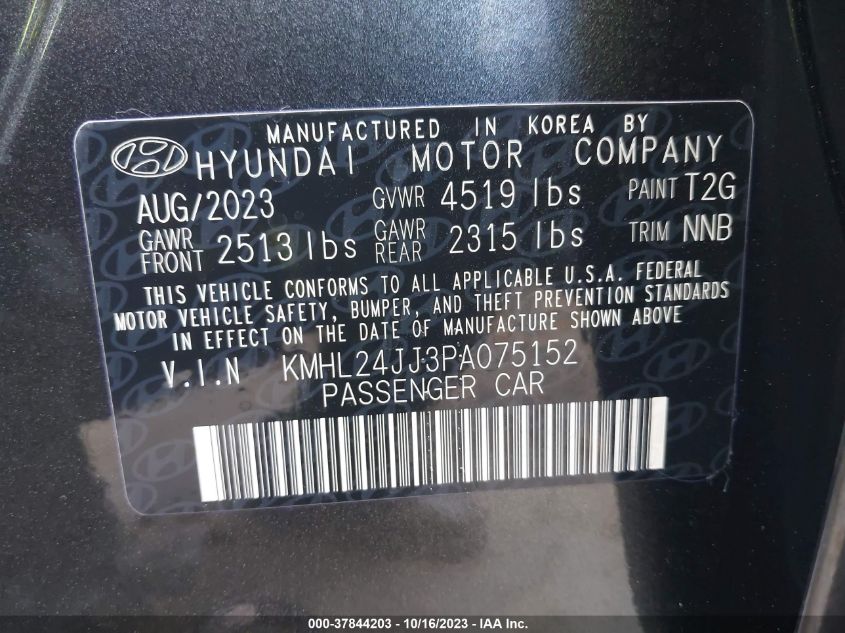 MANUFACTURED IN KOREA BY
HYUNDAI MOTOR COMPANY
AUG/2023 GVWR 4519 lbs PAINT T2G
GAWR FRONT 2513 lbs GAWR REAR 2315 lbs TRIM NNB
THIS VEHICLE CONFORMS TO ALL APPLICABLE U.S.A. FEDERAL
MOTOR VEHICLE SAFETY, BUMPER, AND THEFT PREVENTION STANDARDS
IN EFFECT ON THE DATE OF MANUFACTURE SHOWN ABOVE
V.I.N KMHL24JJ3PA075152
PASSENGER CAR
000-37844203 - 10/16/2023 - IAA Inc.